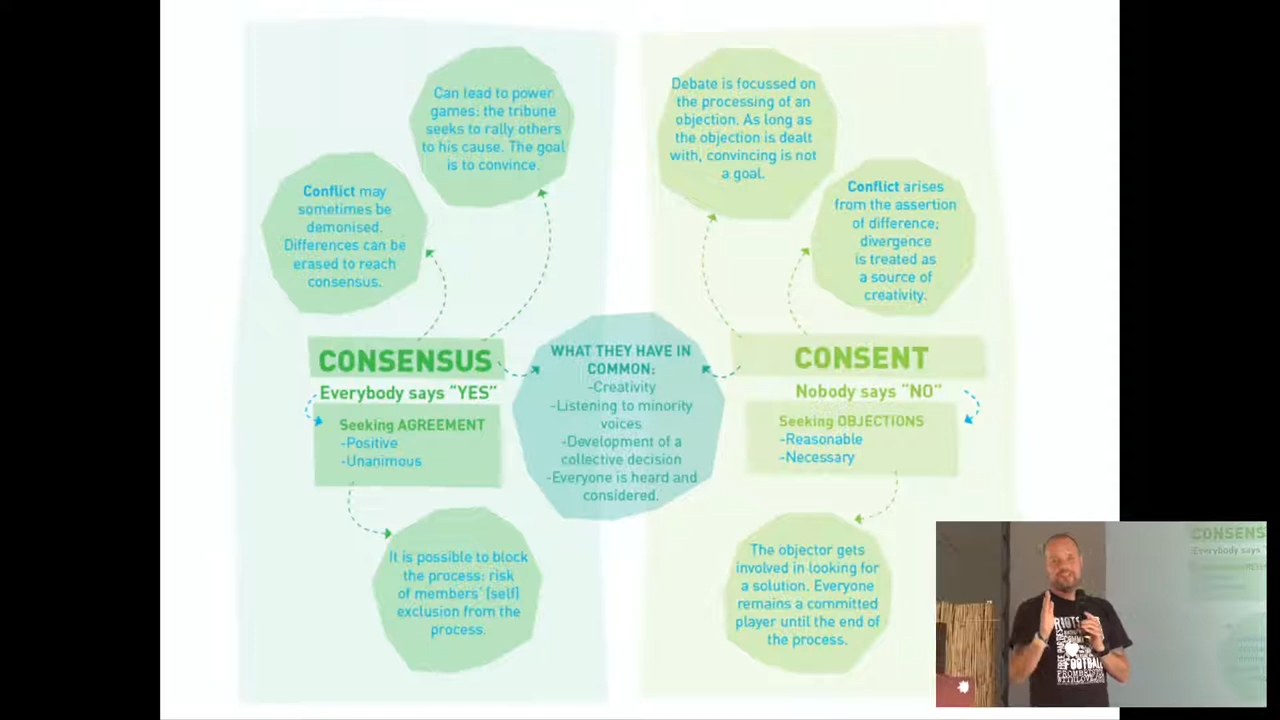 Can lead to power
games: the tribune
seeks to rally others
to his cause. The goal
is to convince.
Conflict may
sometimes be
demonised.
Differences can be
erased to reach
consensus.
Debate is focussed on
the processing of an
objection. As long as
the objection is dealt
with, convincing is not
a goal.
Conflict arises
from the assertion
of difference;
divergence
is treated as
a source of
creativity.
CONSENSUS
Everybody says “YES”
Seeking AGREEMENT
-Positive
-Unanimous
WHAT THEY HAVE IN
COMMON:
-Creativity
-Listening to minority
voices
-Development of a
collective decision
-Everyone is heard and
considered.
CONSENT
Nobody says “NO”
Seeking OBJECTIONS
-Reasonable
-Necessary
It is possible to block
the process: risk
of members’ (self)
exclusion from the
process.
The objector gets
involved in looking for
a solution. Everyone
remains a committed
player until the end of
the process.
CONSENS
Everybody says
RIOTS
FOOTBALL